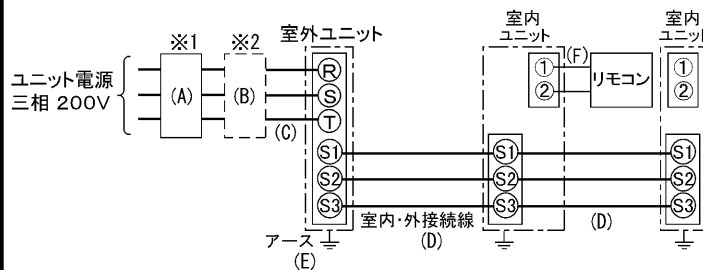 ※1 ※2 室外ユニット 室内 ユニット 室内 ユニット
ユニット電源
三相 200V
(A) (B) (C)
R
S
T
S1
S2
S3
① (F) リモコン
②
①
②
S1
S2
S3
S1
S2
S3
室内・外接続線
(D)
(D)
アース
(E)